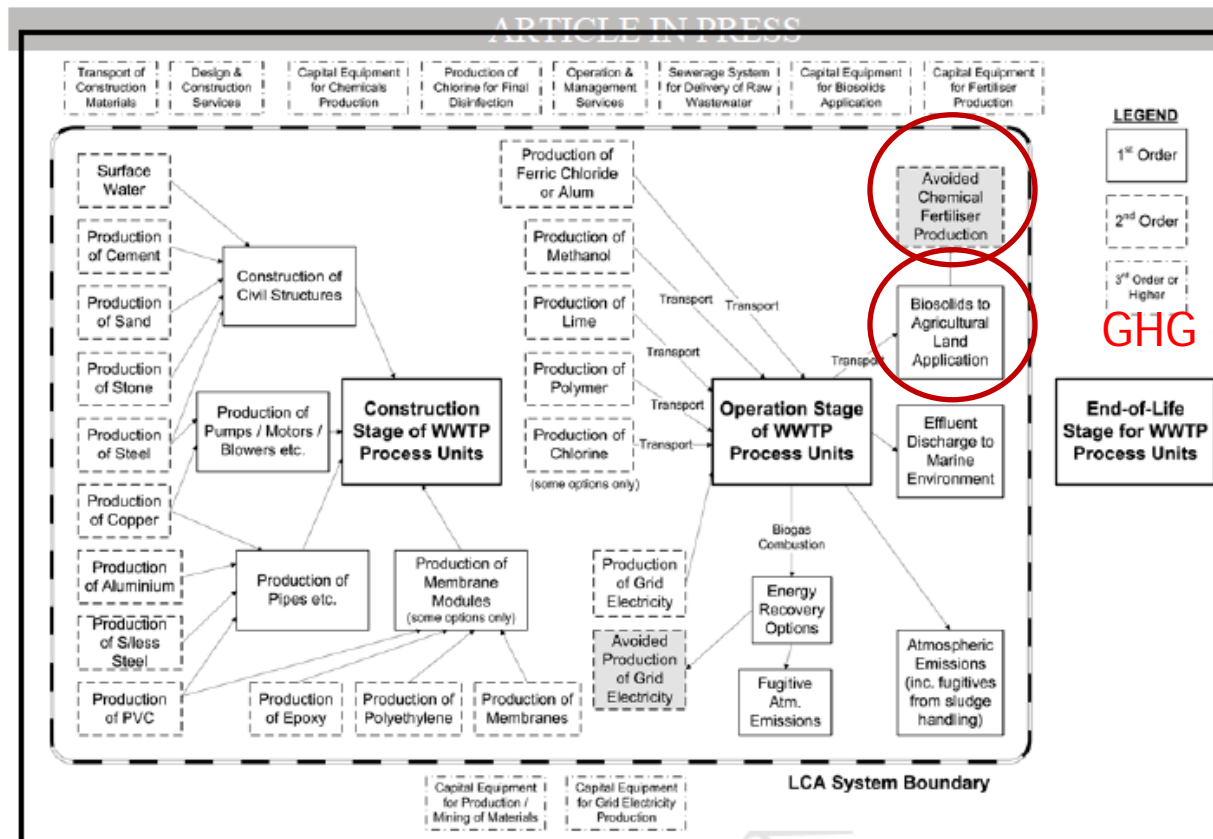 ARTICLE IN PRESS
Transport of
Construction
Materials
Design &
Construction
Services
Capital Equipment
for Chemicals
Production
Production of
Chlorine for Final
Disinfection
Operation &
Management
Services
Sewerage System
for Delivery of Raw
Wastewater
Capital Equipment
for Biosolids
Application
Capital Equipment
for Fertiliser
Production
LEGEND
1st Order
2nd Order
3rd Order or
Higher
GHG
Surface
Water
Production
of Cement
Production
of Sand
Production
of Stone
Production
of Steel
Production
of Copper
Production
of Aluminium
Production
of S/less
Steel
Production
of PVC
Construction of
Civil Structures
Production of
Pumps / Motors /
Blowers etc.
Production of
Pipes etc.
Construction
Stage of WWTP
Process Units
Production of
Membrane
Modules
(some options only)
Production
of Epoxy
Production of
Polyethylene
Production of
Membranes
Production of
Ferric Chloride
or Alum
Production of
Methanol
Production of
Lime
Production of
Polymer
Production of
Chlorine
(some options only)
Transport
Transport
Transport
Transport
Transport
Transport
Operation Stage
of WWTP
Process Units
Production
of Grid
Electricity
Avoided
Production
of Grid
Electricity
Biogas
Combustion
Energy
Recovery
Options
Fugitive
Atm.
Emissions
Avoided
Chemical
Fertiliser
Production
Biosolids to
Agricultural
Land
Application
Effluent
Discharge to
Marine
Environment
Atmospheric
Emissions
(inc. fugitives
from sludge
handling)
End-of-Life
Stage for WWTP
Process Units
LCA System Boundary
Capital Equipment
for Production /
Mining of Materials
Capital Equipment
for Grid Electricity
Production